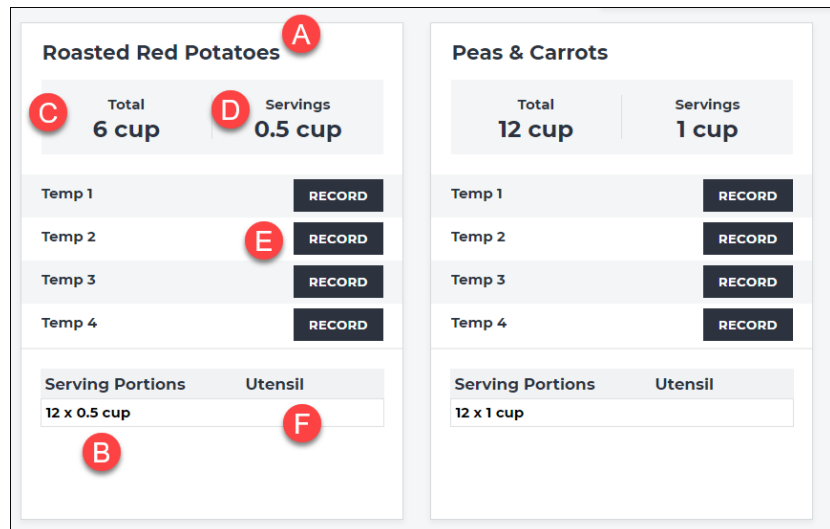 Roasted Red Potatoes
A
C
Total
6 cup
D
Servings
0.5 cup
Temp 1
RECORD
Temp 2
E
RECORD
Temp 3
RECORD
Temp 4
RECORD
Serving Portions Utensil
12 x 0.5 cup
F
B
Peas & Carrots
Total
12 cup
Servings
1 cup
Temp 1
RECORD
Temp 2
RECORD
Temp 3
RECORD
Temp 4
RECORD
Serving Portions Utensil
12 x 1 cup